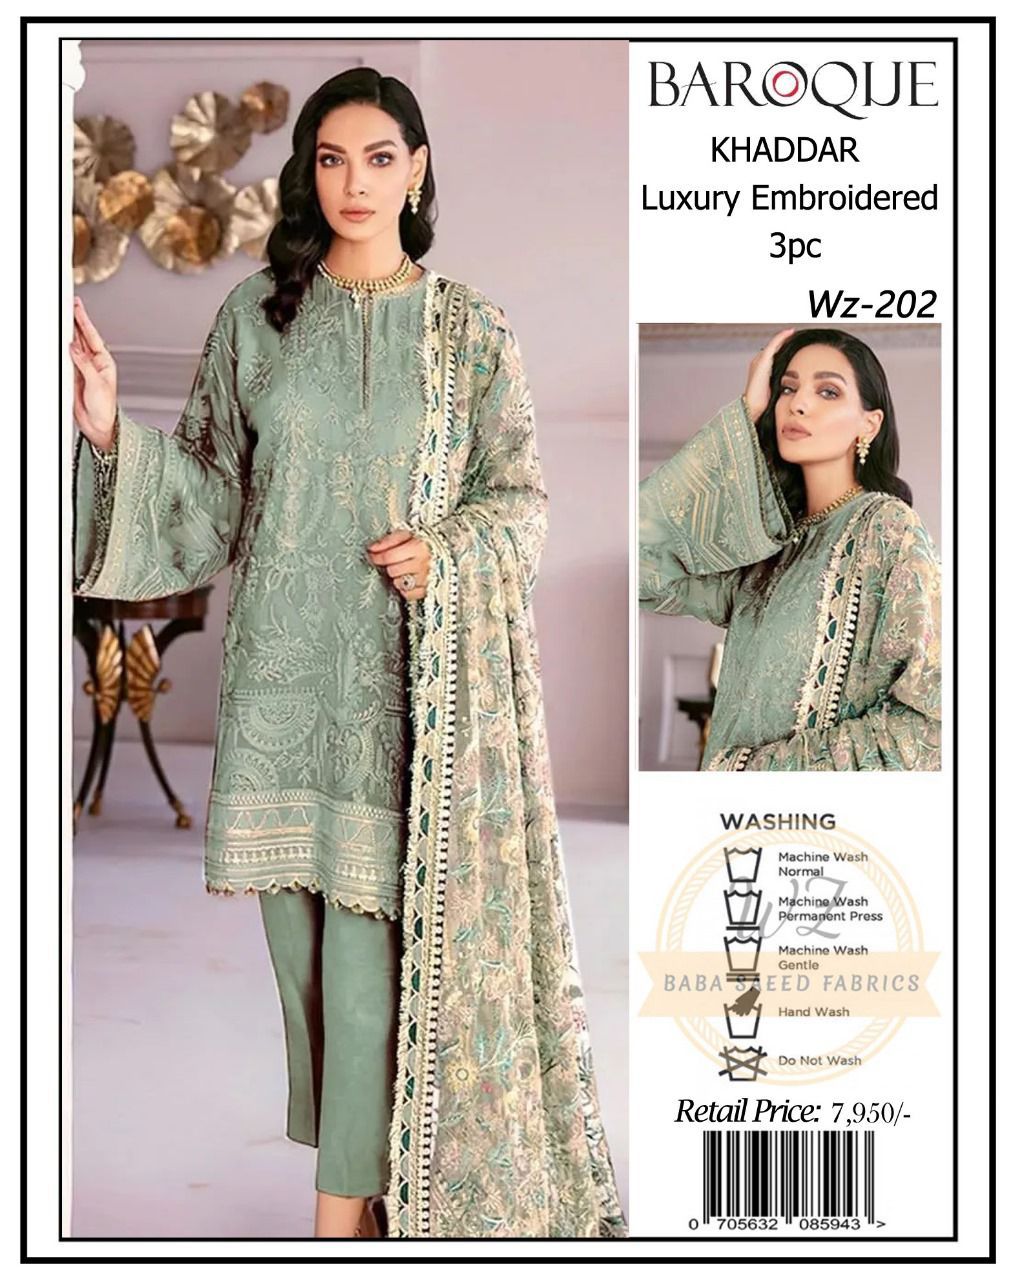 BAROQUE
KHADDAR
Luxury Embroidered
3pc
Wz-202
WASHING
Machine Wash
Normal
Machine Wash
Permanent Press
Machine Wash
Gentle
Hand Wash
Do Not Wash
WZ
BABA SAEED FABRICS
Retail Price: 7,950/-
0 705632 085943 >